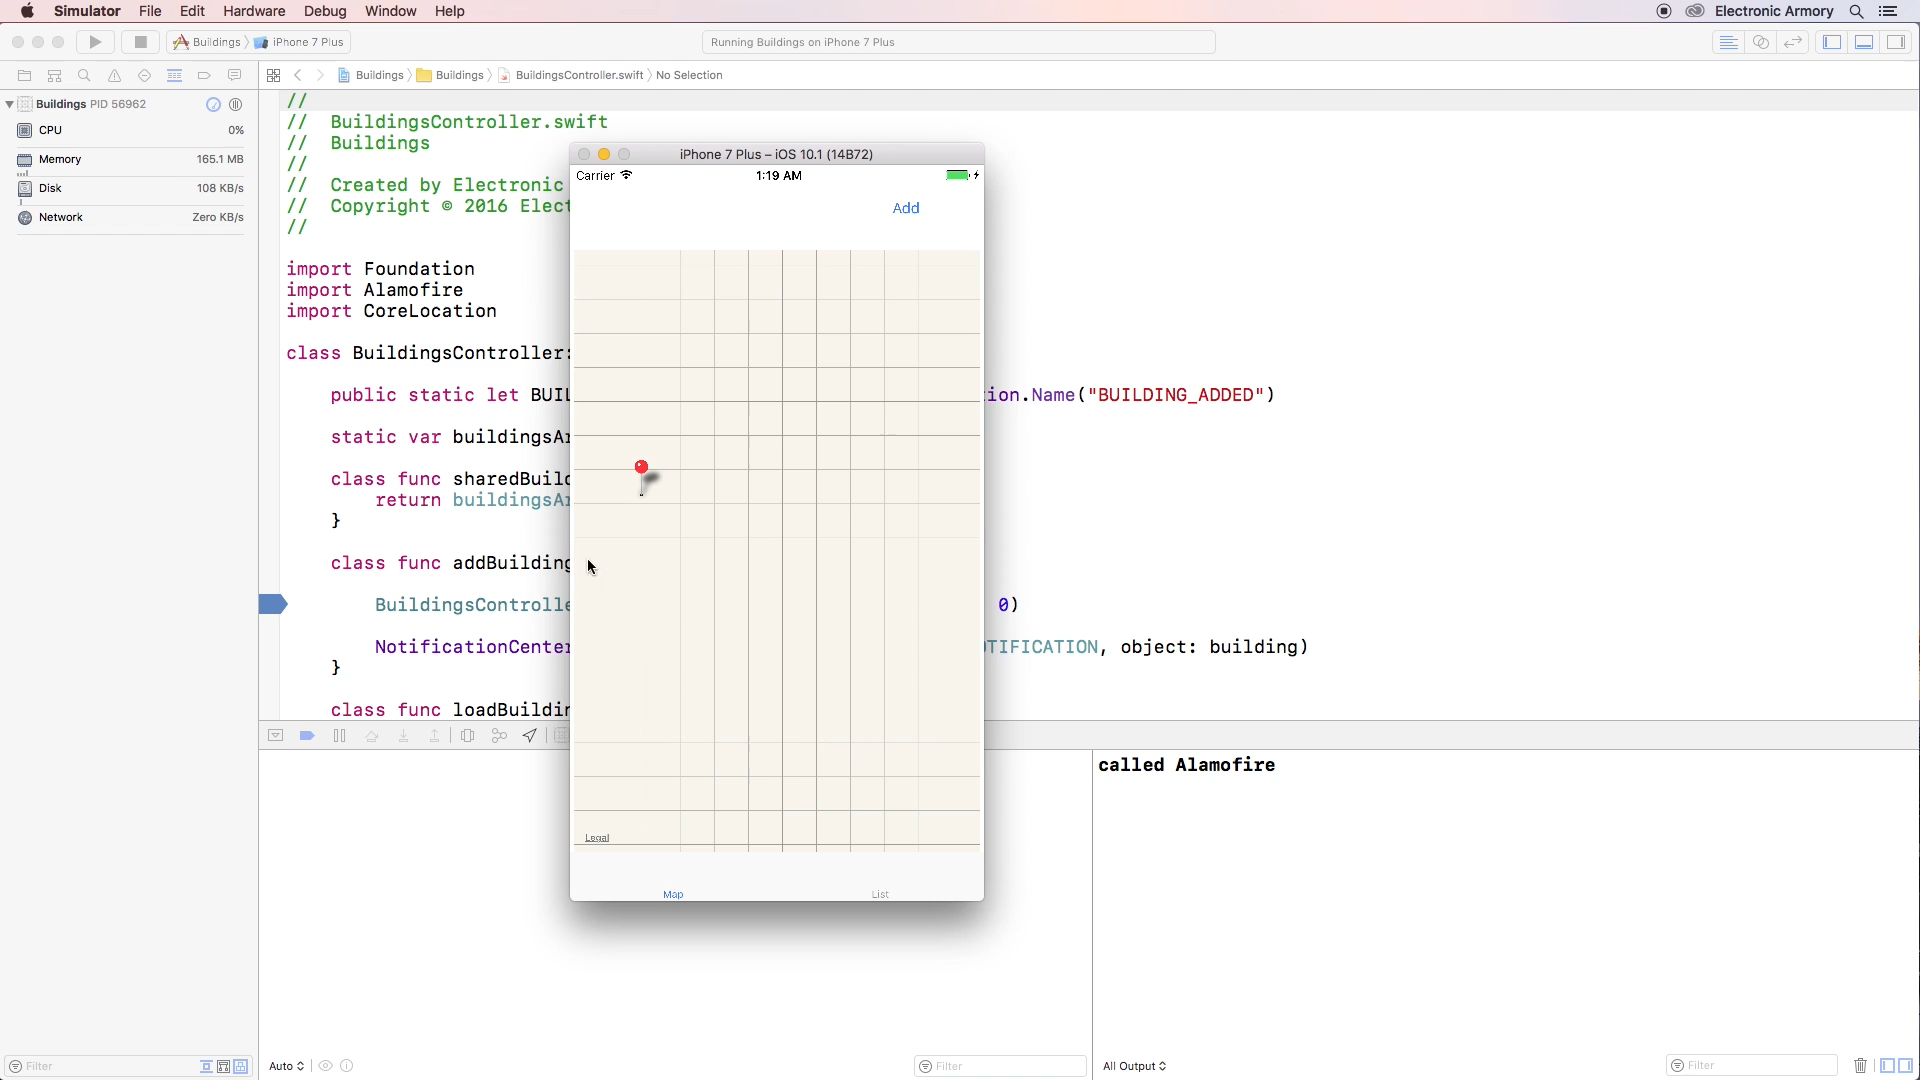 Simulator File Edit Hardware Debug Window Help Electronic Armory
Buildings iPhone 7 Plus Running Buildings on iPhone 7 Plus
Buildings Buildings BuildingsController.swift No Selection
Buildings PID 56962
CPU 0%
Memory 165.1 MB
Disk 108 KB/s
Network Zero KB/s
//
// BuildingsController.swift
// Buildings
//
// Created by Electronic
// Copyright © 2016 Elect
//
import Foundation
import Alamofire
import CoreLocation
class BuildingsController:
public static let BUIL ion.Name("BUILDING_ADDED")
static var buildingsAr
class func sharedBuild
return buildingsAr
}
class func addBuilding
BuildingsControlle 0)
NotificationCenter OTIFICATION, object: building)
}
class func loadBuildin
iPhone 7 Plus – iOS 10.1 (14B72)
Carrier 1:19 AM
Add
Legal
Map List
called Alamofire
Filter
Auto
Filter
All Output
Filter